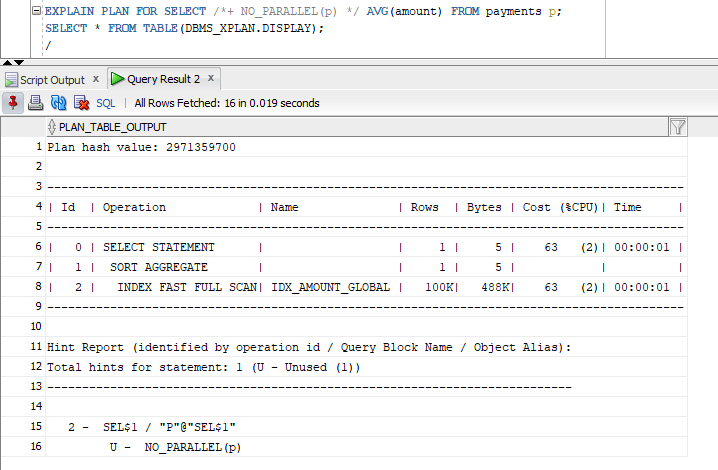 EXPLAIN PLAN FOR SELECT /*+ NO_PARALLEL(p) */ AVG(amount) FROM payments p;
SELECT * FROM TABLE(DBMS_XPLAN.DISPLAY);
/
Script Output x Query Result 2 x
SQL | All Rows Fetched: 16 in 0.019 seconds
PLAN_TABLE_OUTPUT
1 Plan hash value: 2971359700
2
3 ------------------------------------------------------------------------------------------
4 | Id  | Operation             | Name              | Rows  | Bytes | Cost (%CPU)| Time     |
5 ------------------------------------------------------------------------------------------
6 |   0 | SELECT STATEMENT      |                   |     1 |     5 |    63   (2)| 00:00:01 |
7 |   1 |  SORT AGGREGATE       |                   |     1 |     5 |            |          |
8 |   2 |   INDEX FAST FULL SCAN| IDX_AMOUNT_GLOBAL |   100K|   488K|    63   (2)| 00:00:01 |
9 ------------------------------------------------------------------------------------------
10
11 Hint Report (identified by operation id / Query Block Name / Object Alias):
12 Total hints for statement: 1 (U - Unused (1))
13 ---------------------------------------------------------------------------
14
15    2 -  SEL$1 / "P"@"SEL$1"
16          U -  NO_PARALLEL(p)